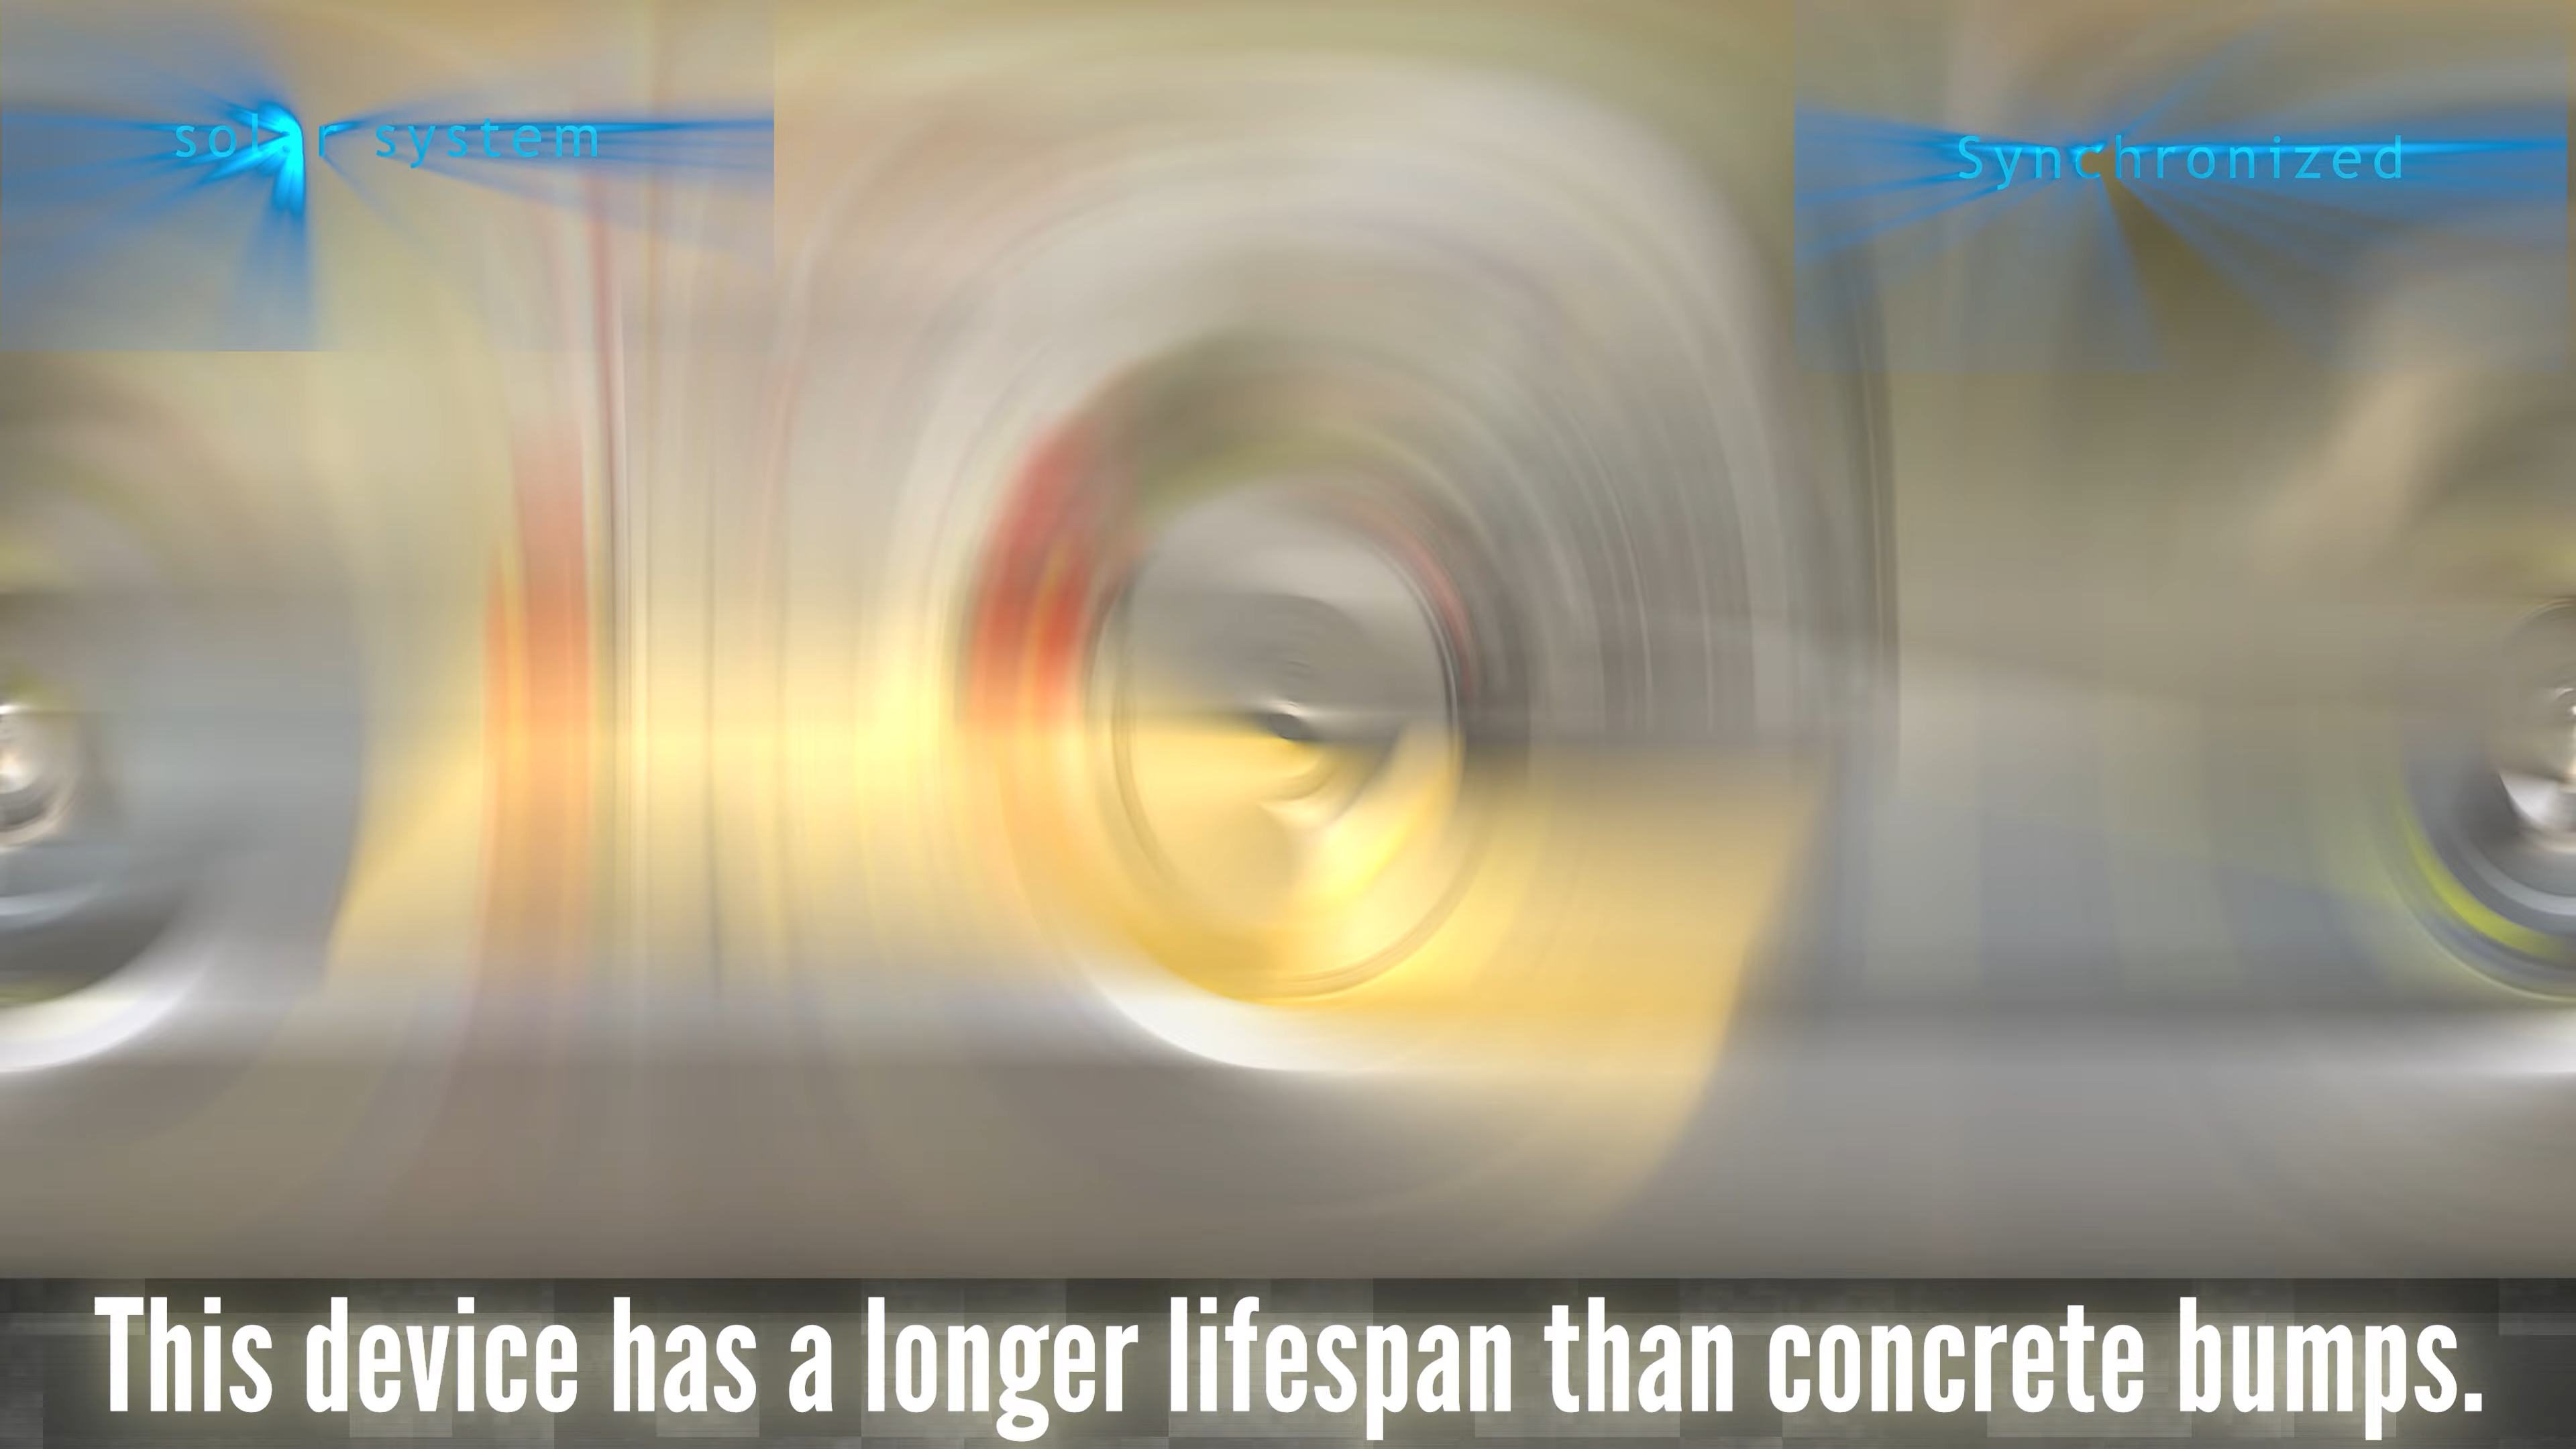 solar system
Synchronized
This device has a longer lifespan than concrete bumps.